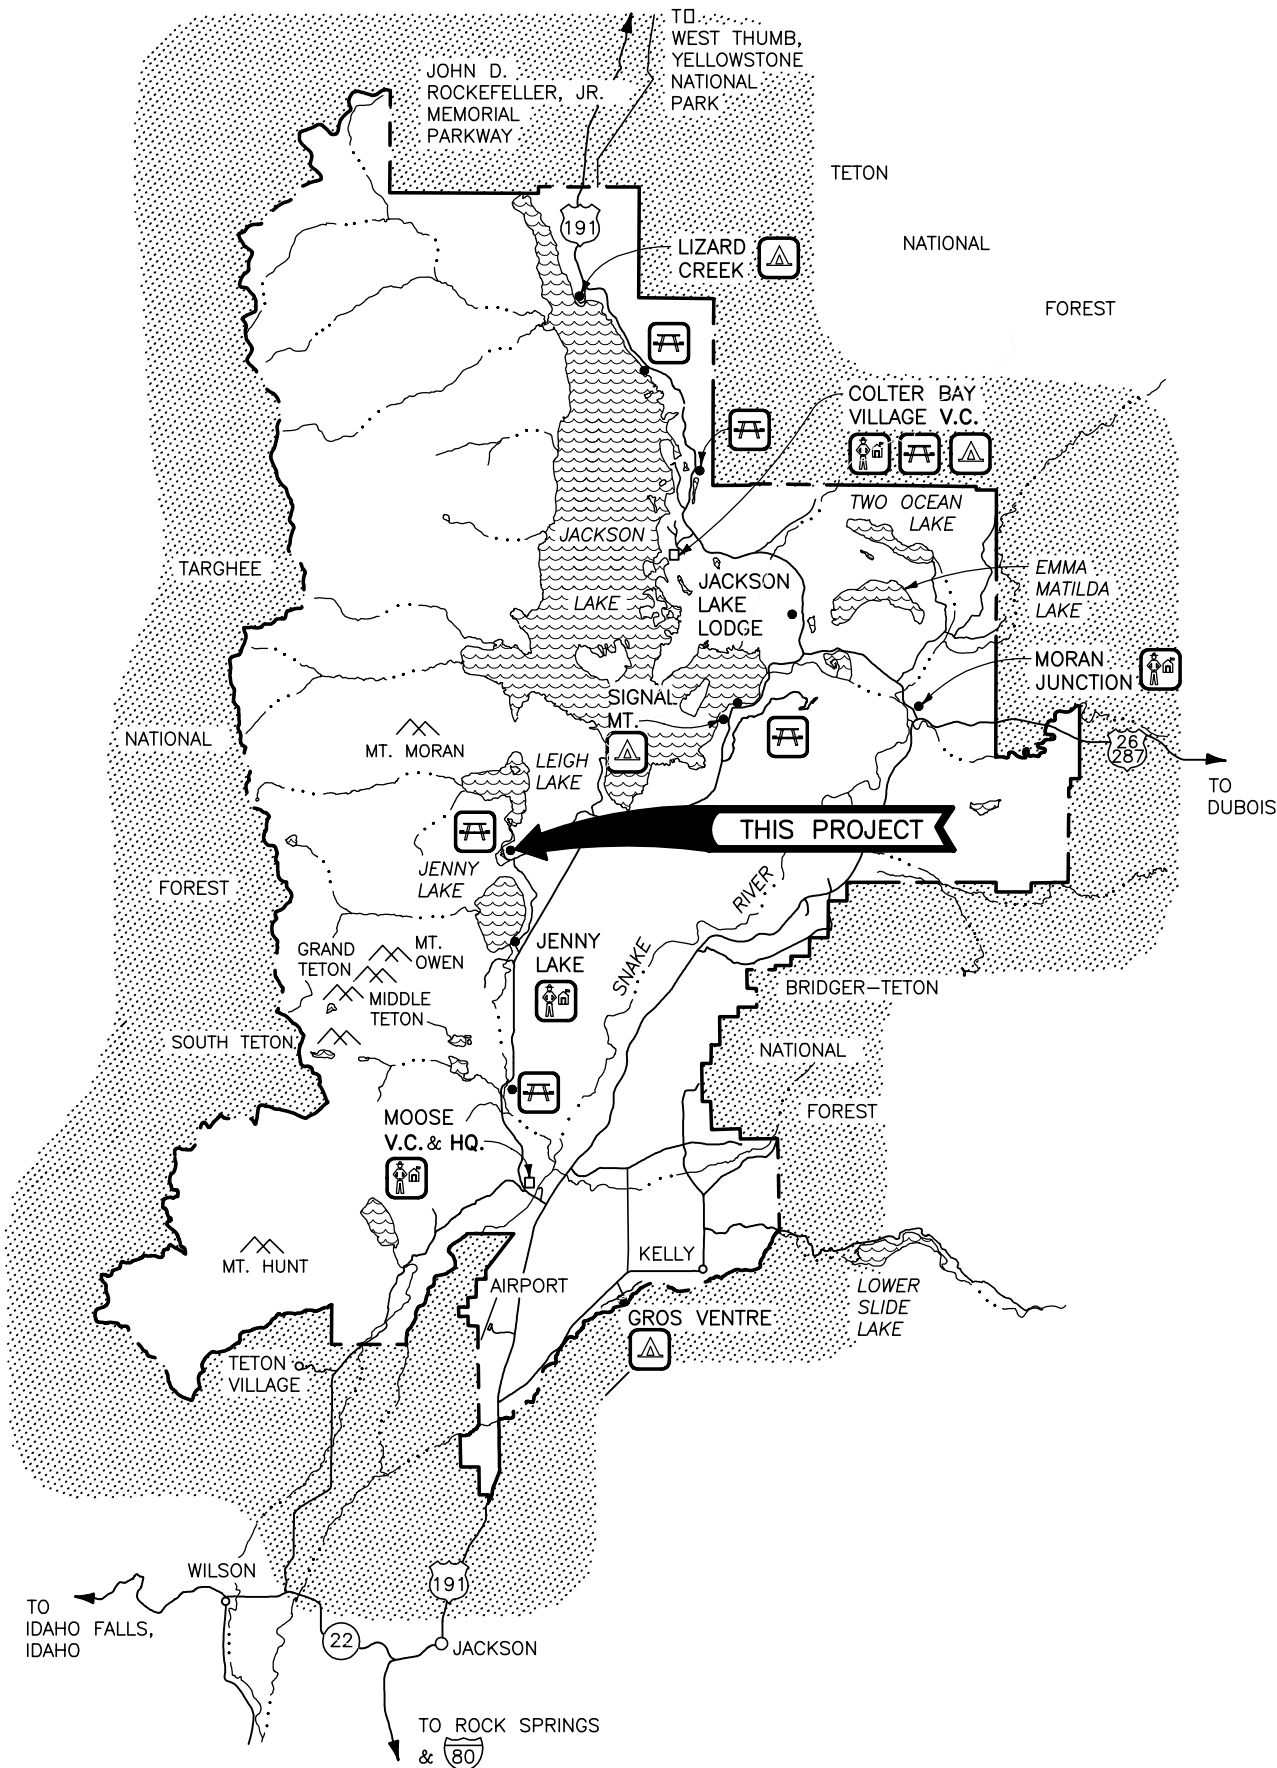 TO
WEST THUMB,
YELLOWSTONE
NATIONAL
PARK
JOHN D.
ROCKEFELLER, JR.
MEMORIAL
PARKWAY
TETON
NATIONAL
FOREST
191
LIZARD
CREEK
COLTER BAY
VILLAGE V.C.
TWO OCEAN
LAKE
JACKSON
LAKE
EMMA
MATILDA
LAKE
JACKSON
LAKE
LODGE
TARGHEE
NATIONAL
FOREST
MORAN
JUNCTION
SIGNAL
MT.
MT. MORAN
LEIGH
LAKE
26
287
TO
DUBOIS
THIS PROJECT
JENNY
LAKE
SNAKE
RIVER
GRAND
TETON
MT.
OWEN
JENNY
LAKE
MIDDLE
TETON
SOUTH TETON
BRIDGER-TETON
NATIONAL
FOREST
MOOSE
V.C. & HQ.
MT. HUNT
KELLY
AIRPORT
LOWER
SLIDE
LAKE
GROS VENTRE
TETON
VILLAGE
WILSON
191
TO
IDAHO FALLS,
IDAHO
22
JACKSON
TO ROCK SPRINGS
& 80